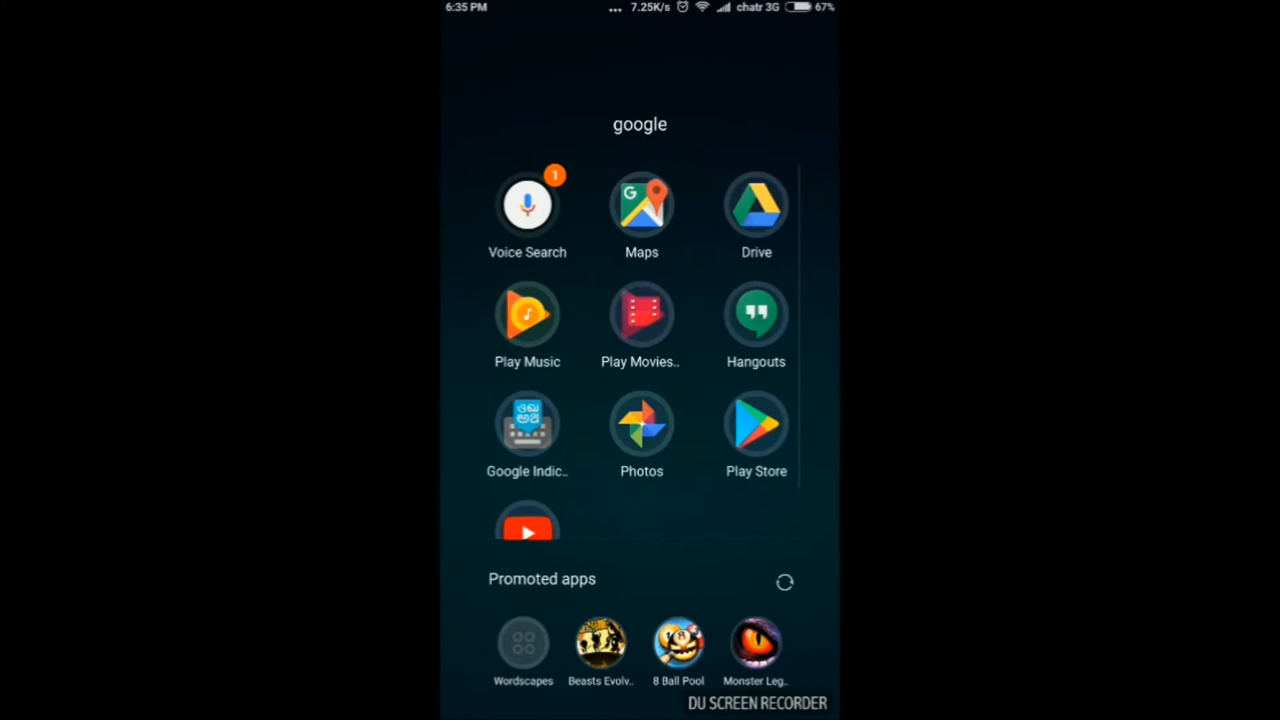 6:35 PM ... 7.25K/s chatr 3G 67%
google
1
Voice Search Maps Drive
Play Music Play Movies.. Hangouts
Google Indic.. Photos Play Store
Promoted apps
Wordscapes Beasts Evolv.. 8 Ball Pool Monster Leg..
DU SCREEN RECORDER